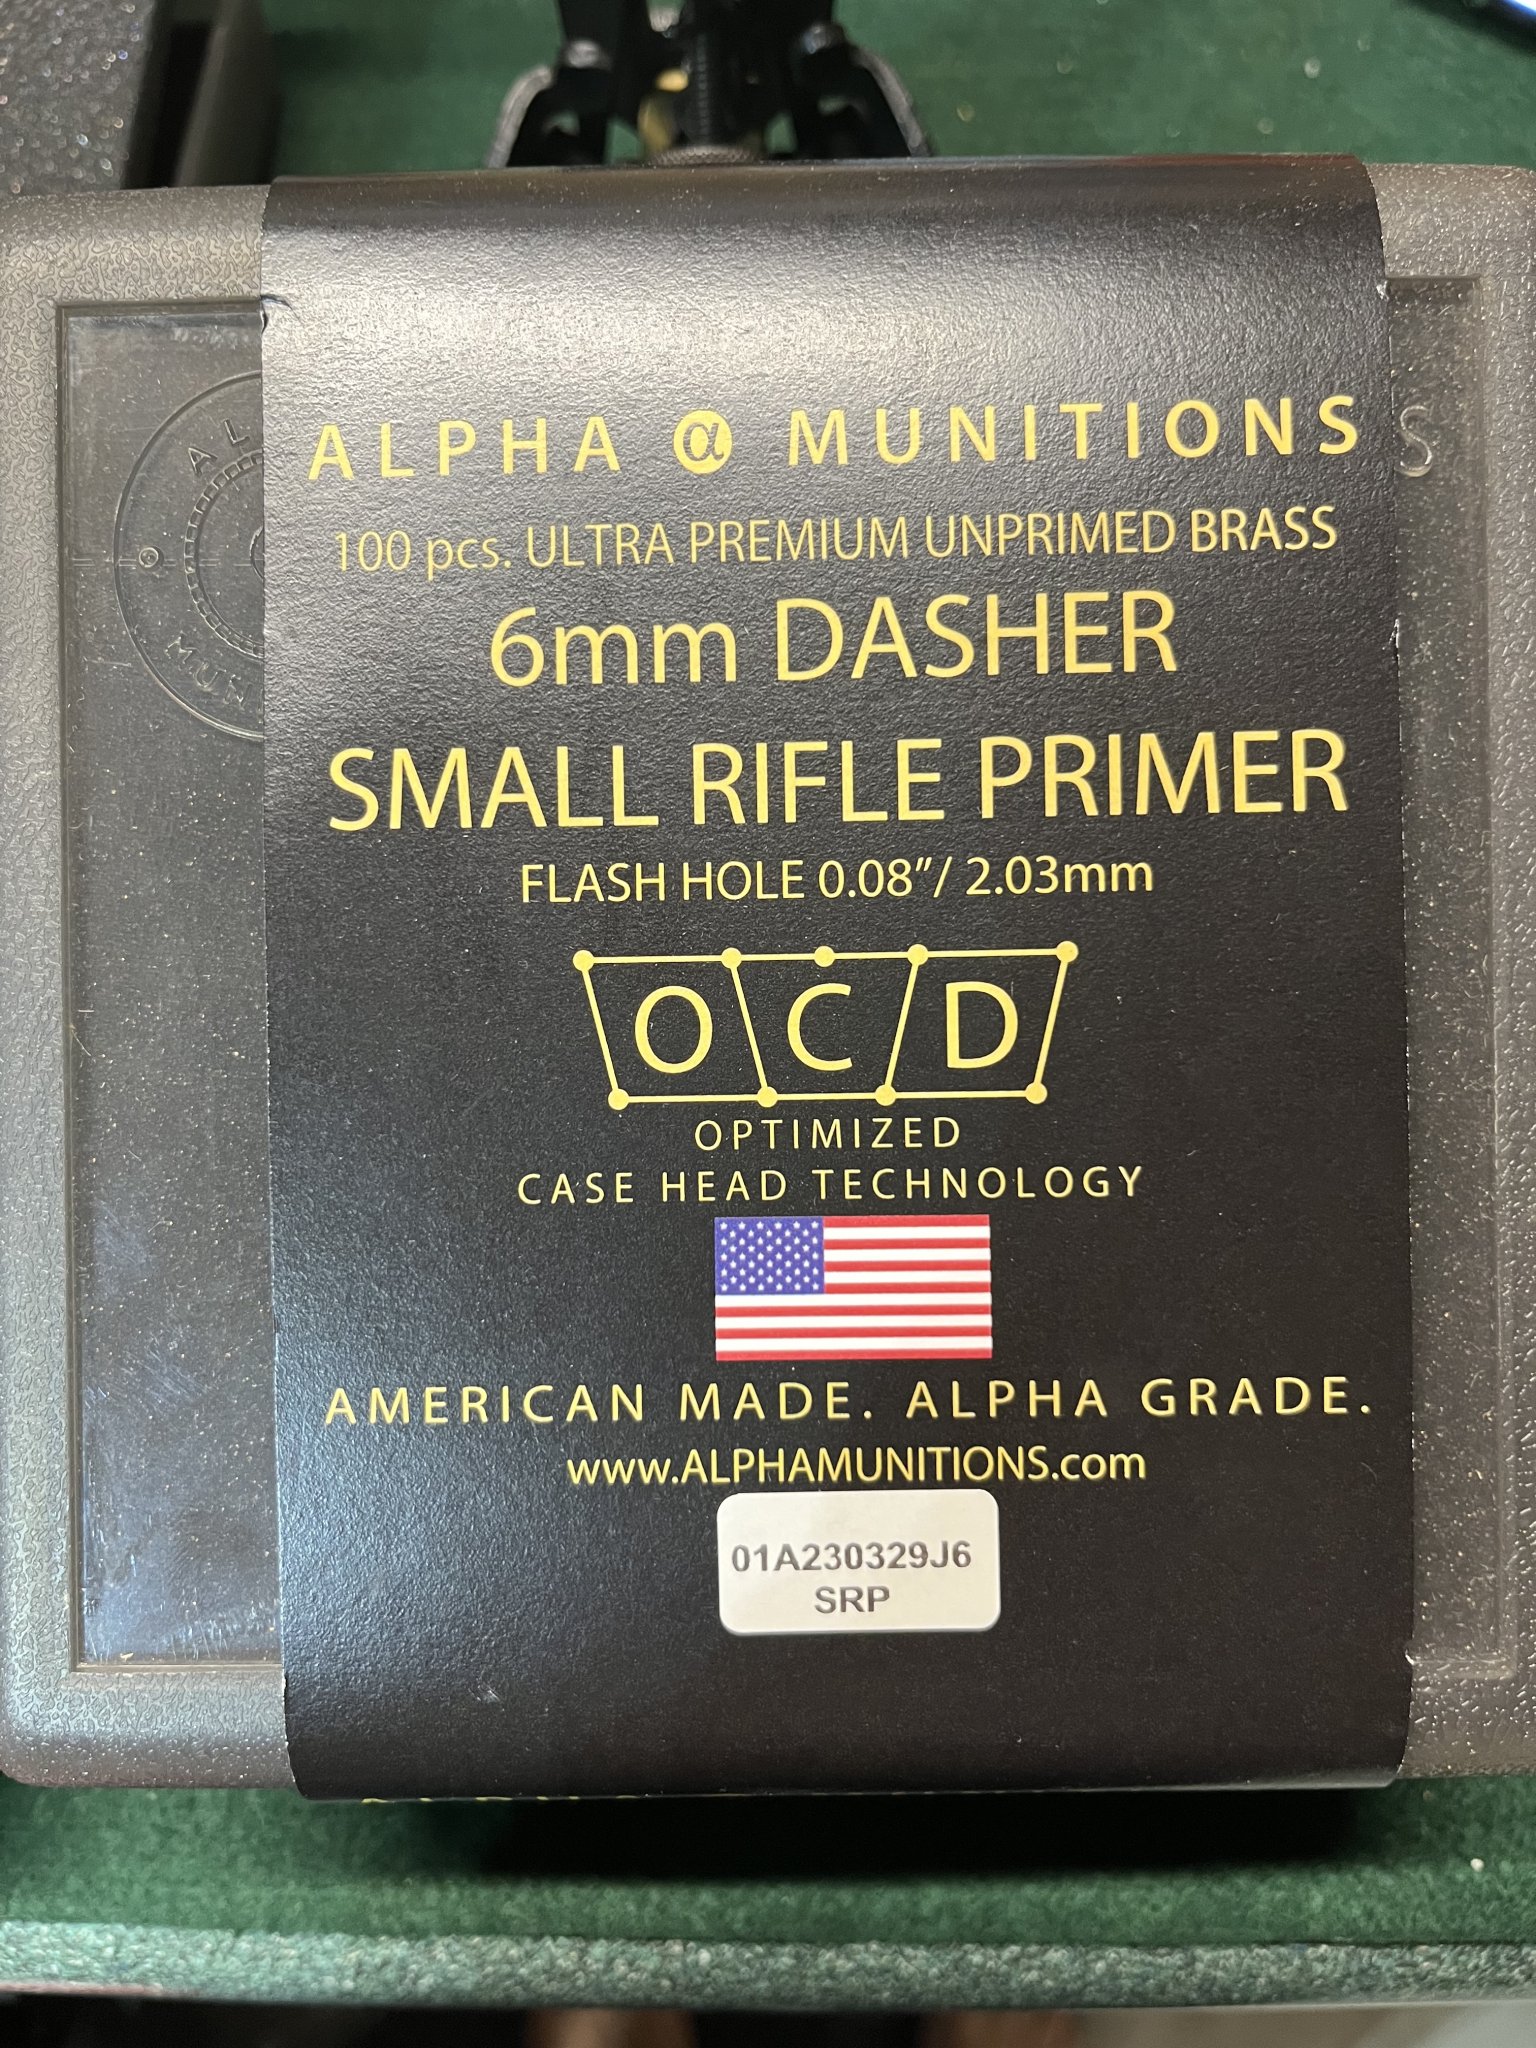 ALPHA α MUNITIONS
100 pcs. ULTRA PREMIUM UNPRIMED BRASS
6mm DASHER
SMALL RIFLE PRIMER
FLASH HOLE 0.08"/ 2.03mm
OCD
OPTIMIZED
CASE HEAD TECHNOLOGY
AMERICAN MADE. ALPHA GRADE.
www.ALPHAMUNITIONS.com
01A230329J6
SRP